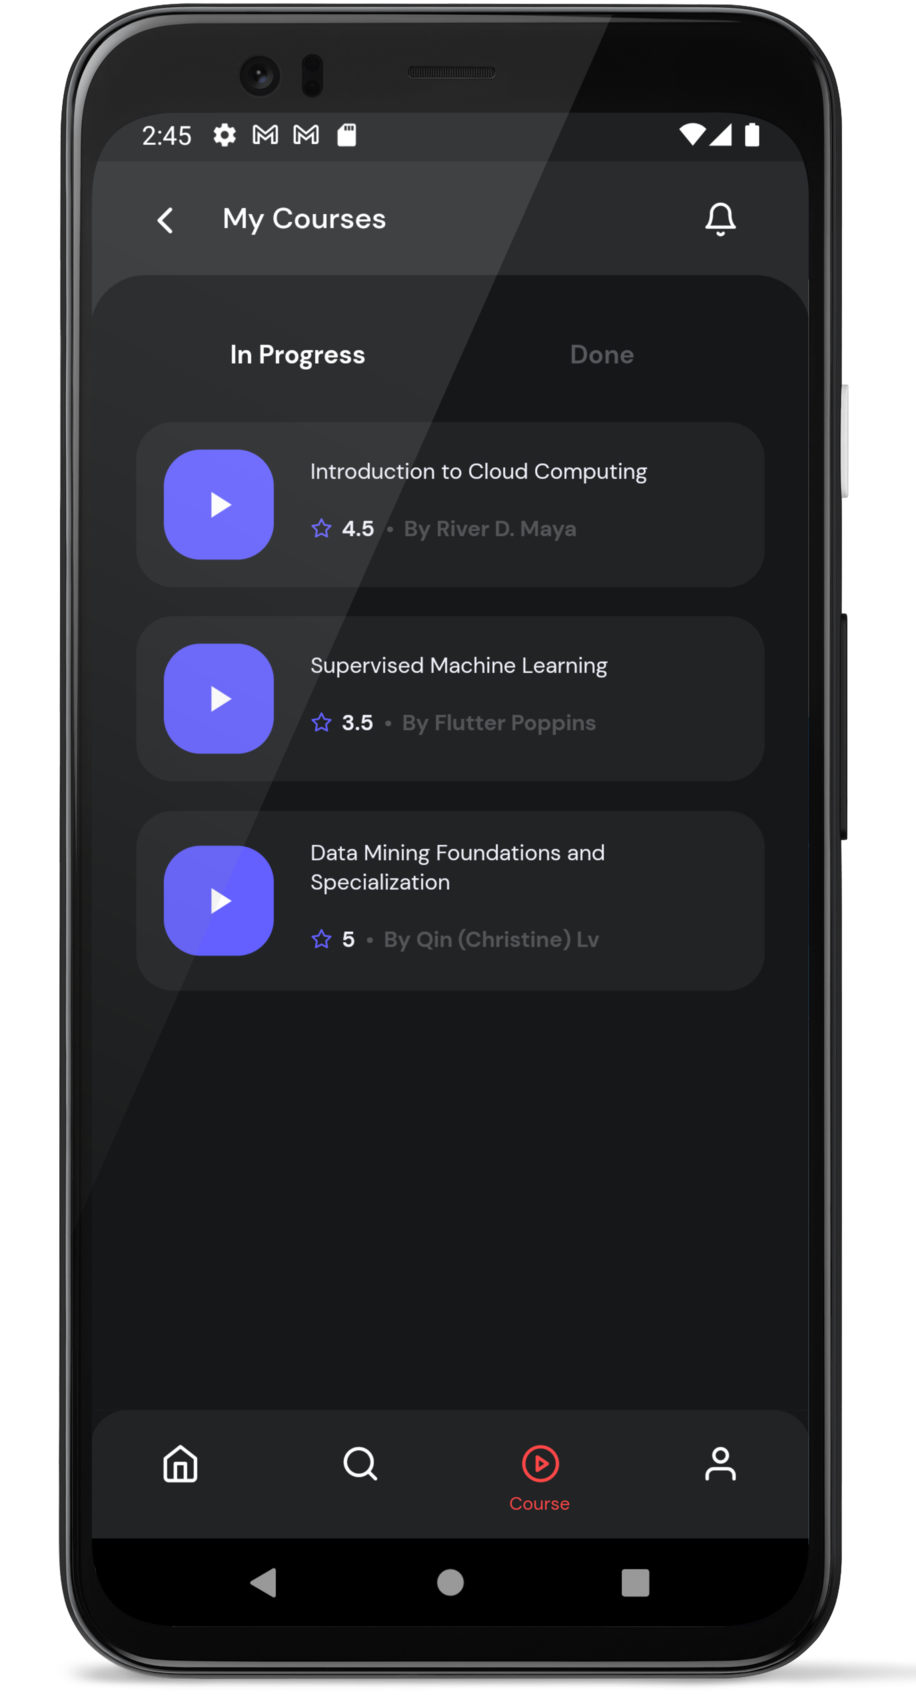 2:45
My Courses
In Progress
Done
Introduction to Cloud Computing
4.5 • By River D. Maya
Supervised Machine Learning
3.5 • By Flutter Poppins
Data Mining Foundations and
Specialization
5 • By Qin (Christine) Lv
Course